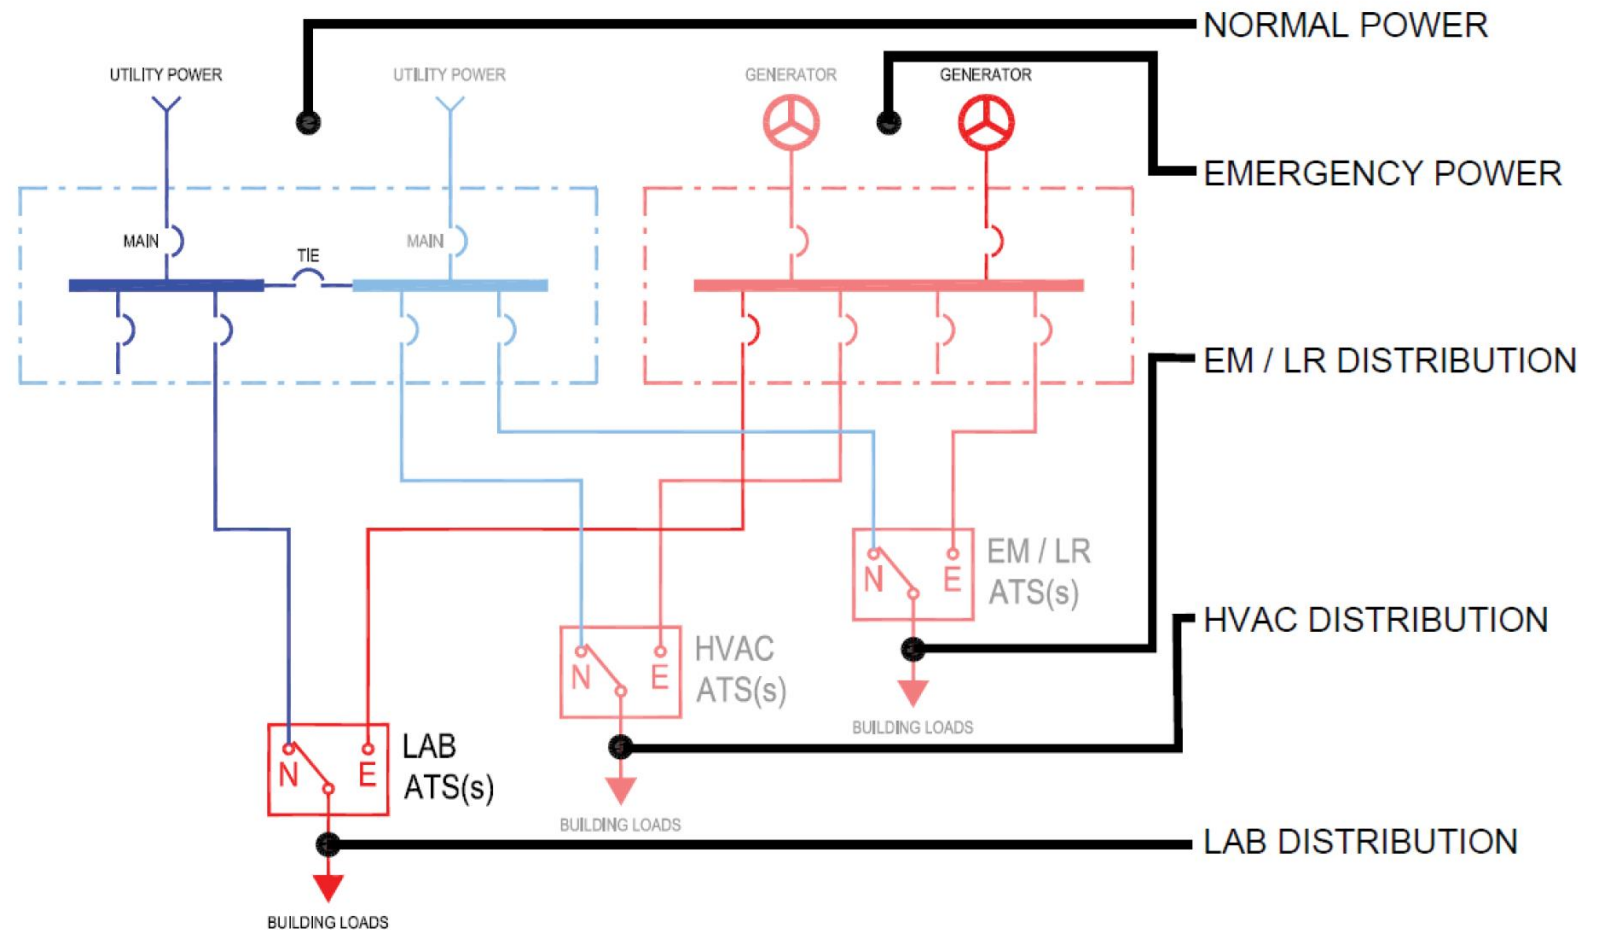 NORMAL POWER
UTILITY POWER
UTILITY POWER
GENERATOR
GENERATOR
EMERGENCY POWER
MAIN
TIE
MAIN
EM / LR DISTRIBUTION
N
E
EM / LR
ATS(s)
HVAC DISTRIBUTION
N
E
HVAC
ATS(s)
BUILDING LOADS
N
E
LAB
ATS(s)
BUILDING LOADS
LAB DISTRIBUTION
BUILDING LOADS